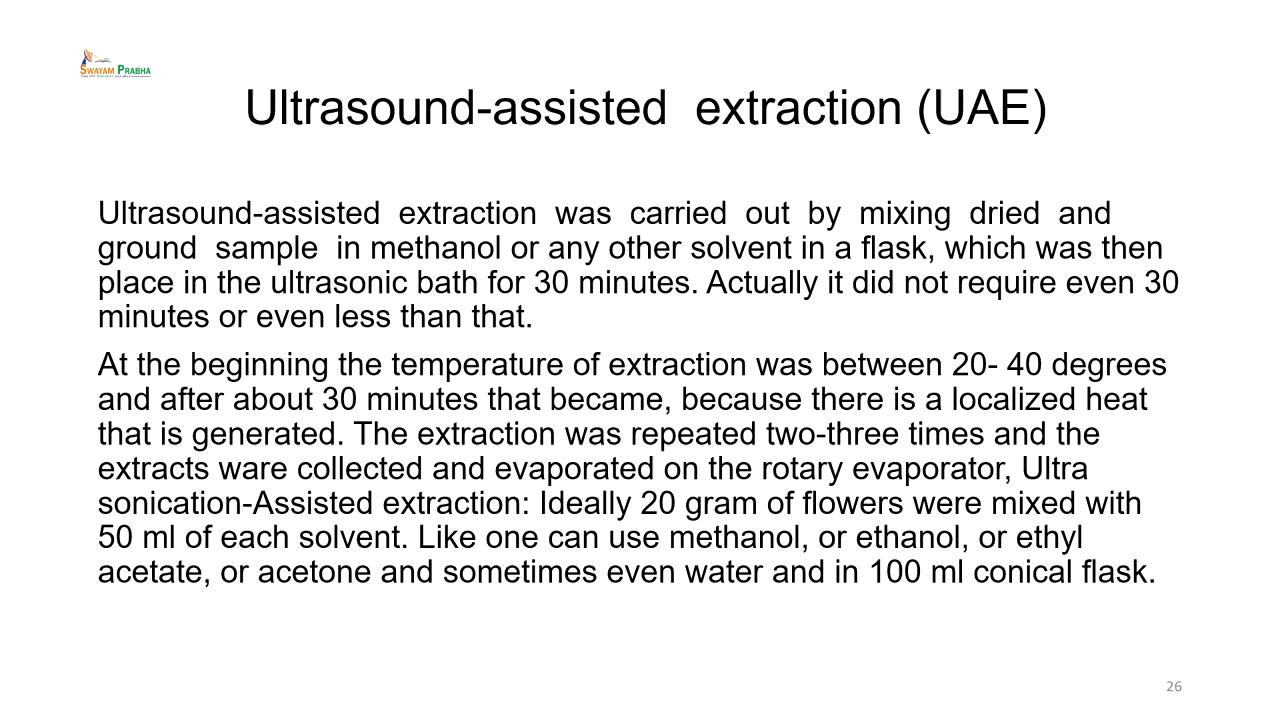 SWAYAM PRABHA
Ultrasound-assisted extraction (UAE)
Ultrasound-assisted extraction was carried out by mixing dried and
ground sample in methanol or any other solvent in a flask, which was then
place in the ultrasonic bath for 30 minutes. Actually it did not require even 30
minutes or even less than that.
At the beginning the temperature of extraction was between 20- 40 degrees
and after about 30 minutes that became, because there is a localized heat
that is generated. The extraction was repeated two-three times and the
extracts ware collected and evaporated on the rotary evaporator, Ultra
sonication-Assisted extraction: Ideally 20 gram of flowers were mixed with
50 ml of each solvent. Like one can use methanol, or ethanol, or ethyl
acetate, or acetone and sometimes even water and in 100 ml conical flask.
26